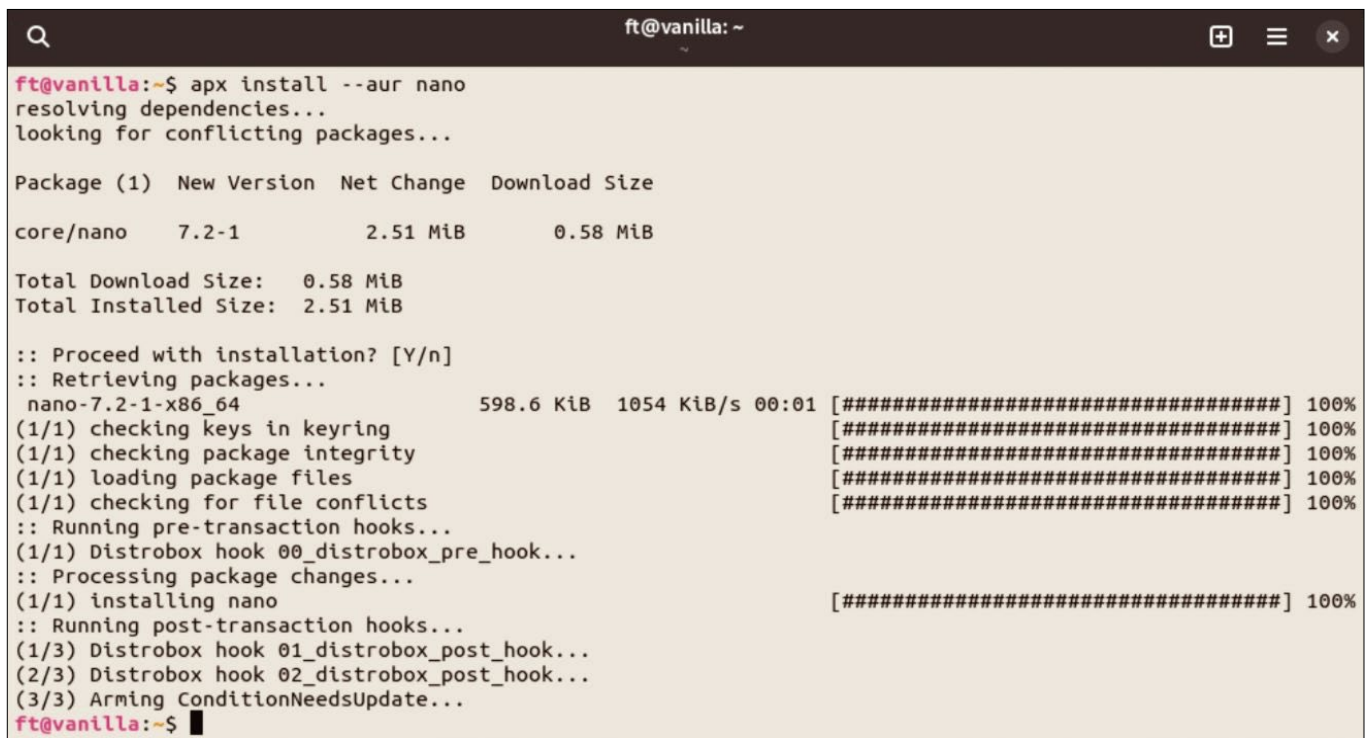 ft@vanilla: ~
~
ft@vanilla:~$ apx install --aur nano
resolving dependencies...
looking for conflicting packages...
Package (1)  New Version  Net Change  Download Size
core/nano    7.2-1          2.51 MiB       0.58 MiB
Total Download Size:   0.58 MiB
Total Installed Size:  2.51 MiB
:: Proceed with installation? [Y/n]
:: Retrieving packages...
 nano-7.2-1-x86_64                   598.6 KiB  1054 KiB/s 00:01 [###################################] 100%
(1/1) checking keys in keyring                                   [###################################] 100%
(1/1) checking package integrity                                 [###################################] 100%
(1/1) loading package files                                      [###################################] 100%
(1/1) checking for file conflicts                                [###################################] 100%
:: Running pre-transaction hooks...
(1/1) Distrobox hook 00_distrobox_pre_hook...
:: Processing package changes...
(1/1) installing nano                                            [###################################] 100%
:: Running post-transaction hooks...
(1/3) Distrobox hook 01_distrobox_post_hook...
(2/3) Distrobox hook 02_distrobox_post_hook...
(3/3) Arming ConditionNeedsUpdate...
ft@vanilla:~$